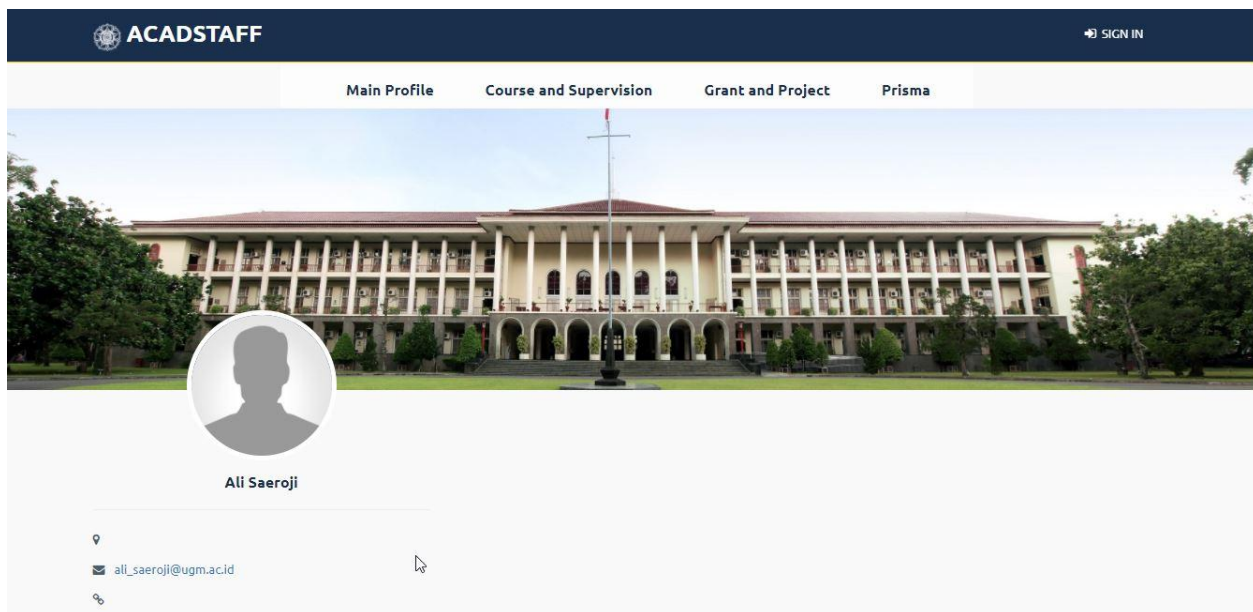 ACADSTAFF
SIGN IN
Main Profile Course and Supervision Grant and Project Prisma
Ali Saeroji
ali_saeroji@ugm.ac.id